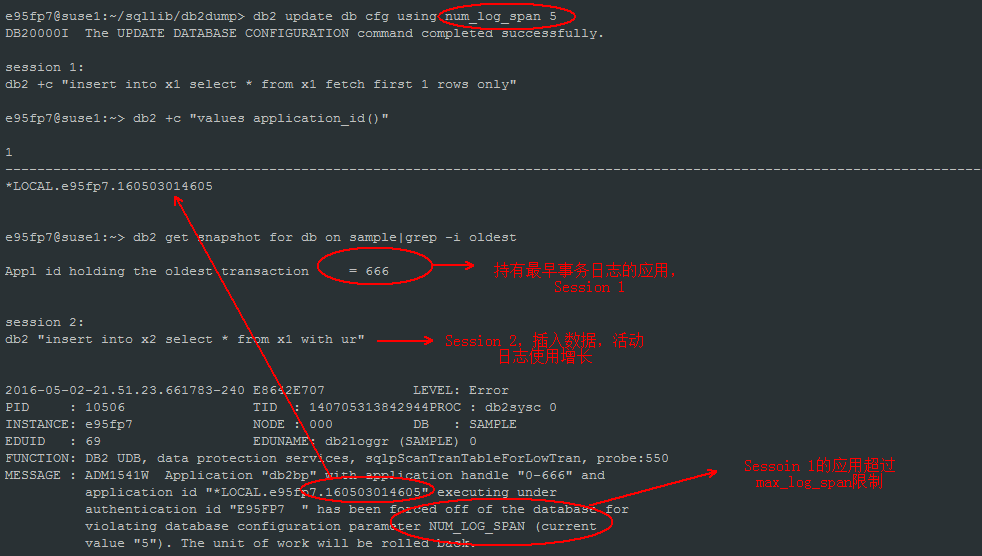 e95fp7@suse1:~/sqllib/db2dump> db2 update db cfg using num_log_span 5
DB20000I  The UPDATE DATABASE CONFIGURATION command completed successfully.
session 1:
db2 +c "insert into x1 select * from x1 fetch first 1 rows only"
e95fp7@suse1:~> db2 +c "values application_id()"
1
--------------------------------------------------------------------------------------------------------------------------------
*LOCAL.e95fp7.160503014605
e95fp7@suse1:~> db2 get snapshot for db on sample|grep -i oldest
Appl id holding the oldest transaction     = 666
持有最早事务日志的应用，
Session 1
session 2:
db2 "insert into x2 select * from x1 with ur"
Session 2，插入数据，活动
日志使用增长
2016-05-02-21.51.23.661783-240 E8642E707           LEVEL: Error
PID     : 10506                TID  : 140705313842944PROC : db2sysc 0
INSTANCE: e95fp7               NODE : 000          DB   : SAMPLE
EDUID   : 69                   EDUNAME: db2loggr (SAMPLE) 0
FUNCTION: DB2 UDB, data protection services, sqlpScanTranTableForLowTran, probe:550
MESSAGE : ADM1541W  Application "db2bp" with application handle "0-666" and
application id "*LOCAL.e95fp7.160503014605" executing under
authentication id "E95FP7  " has been forced off of the database for
violating database configuration parameter NUM_LOG_SPAN (current
value "5"). The unit of work will be rolled back.
Sessoin 1的应用超过
max_log_span限制